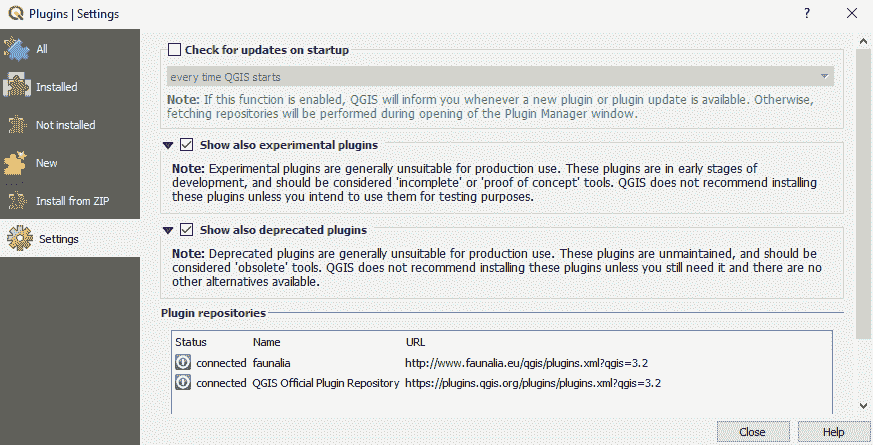 Plugins | Settings
All
Installed
Not installed
New
Install from ZIP
Settings
Check for updates on startup
every time QGIS starts
Note: If this function is enabled, QGIS will inform you whenever a new plugin or plugin update is available. Otherwise,
fetching repositories will be performed during opening of the Plugin Manager window.
Show also experimental plugins
Note: Experimental plugins are generally unsuitable for production use. These plugins are in early stages of
development, and should be considered 'incomplete' or 'proof of concept' tools. QGIS does not recommend installing
these plugins unless you intend to use them for testing purposes.
Show also deprecated plugins
Note: Deprecated plugins are generally unsuitable for production use. These plugins are unmaintained, and should be
considered 'obsolete' tools. QGIS does not recommend installing these plugins unless you still need it and there are no
other alternatives available.
Plugin repositories
Status Name URL
connected faunalia http://www.faunalia.eu/qgis/plugins.xml?qgis=3.2
connected QGIS Official Plugin Repository https://plugins.qgis.org/plugins/plugins.xml?qgis=3.2
Close Help